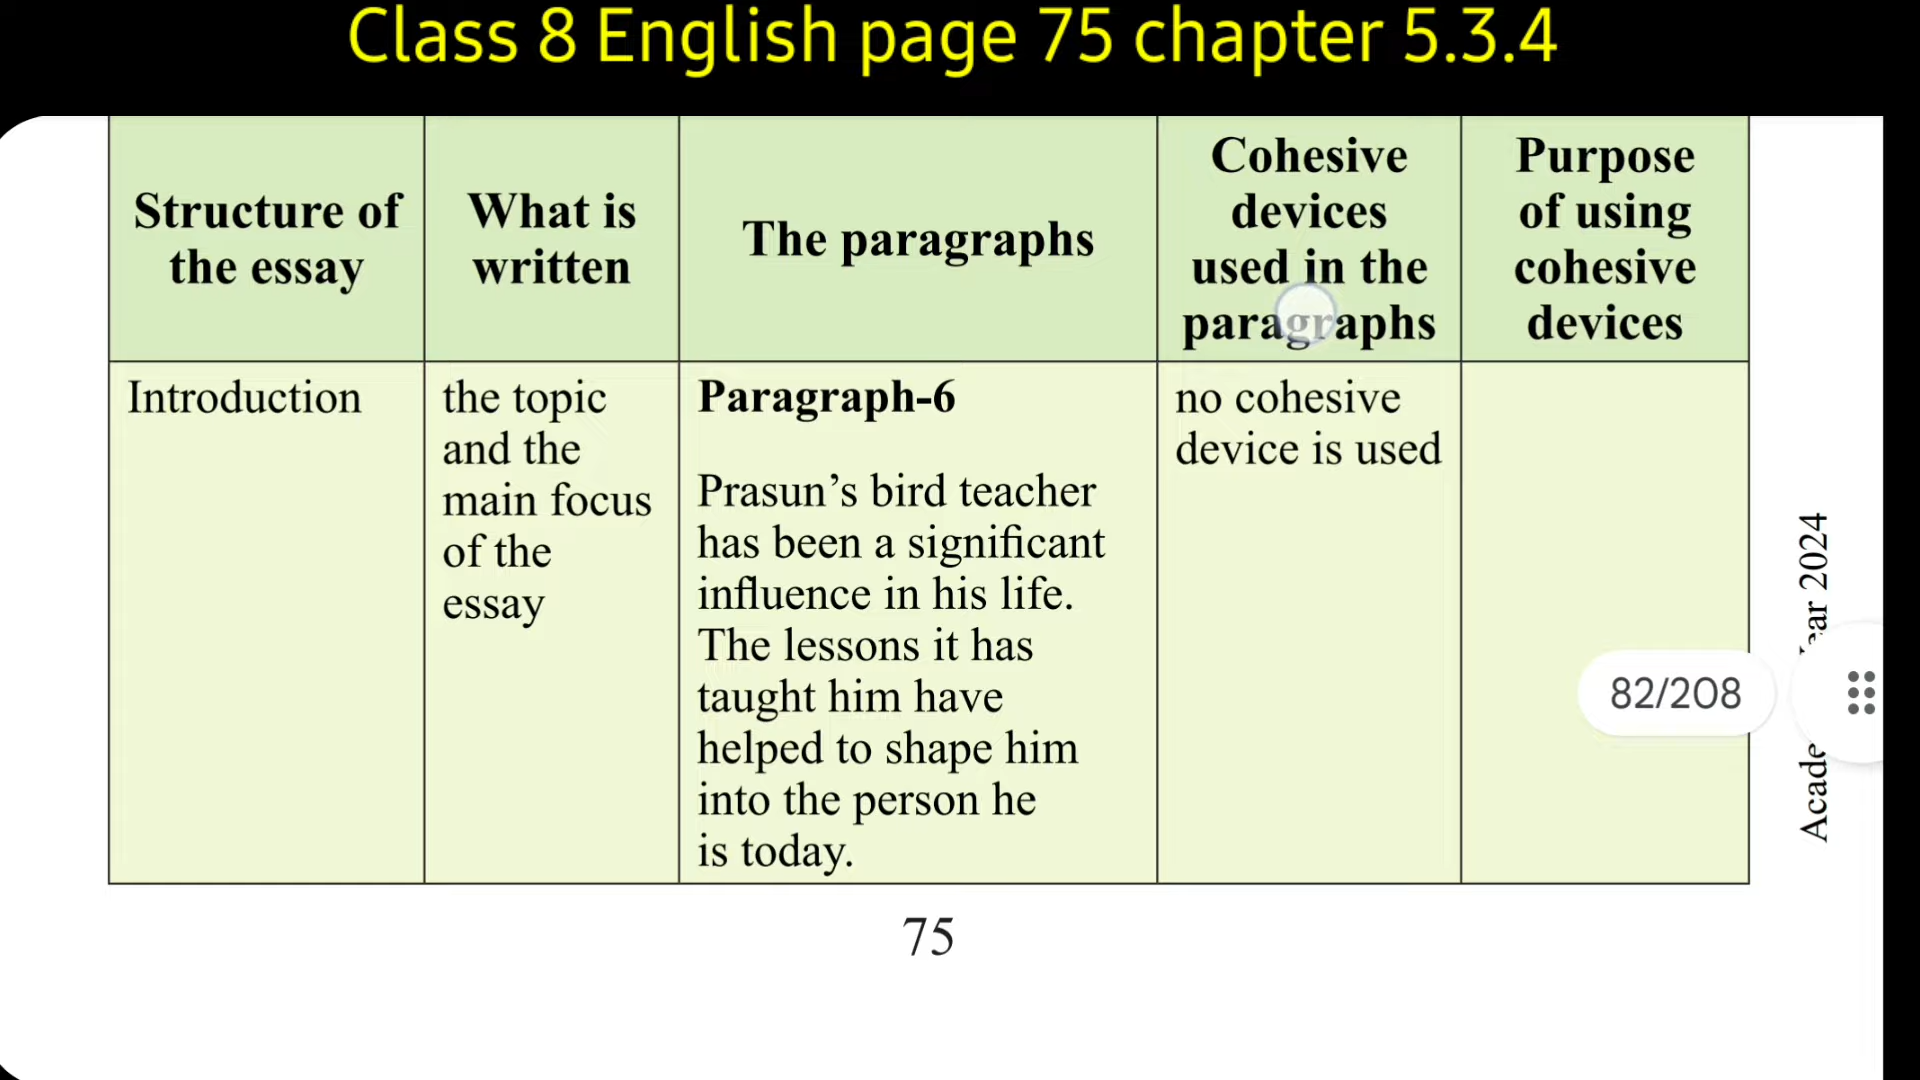 Class 8 English page 75 chapter 5.3.4
Structure of
the essay
What is
written
The paragraphs
Cohesive
devices
used in the
paragraphs
Purpose
of using
cohesive
devices
Introduction
the topic
and the
main focus
of the
essay
Paragraph-6
Prasun’s bird teacher
has been a significant
influence in his life.
The lessons it has
taught him have
helped to shape him
into the person he
is today.
no cohesive
device is used
82/208
2024
75